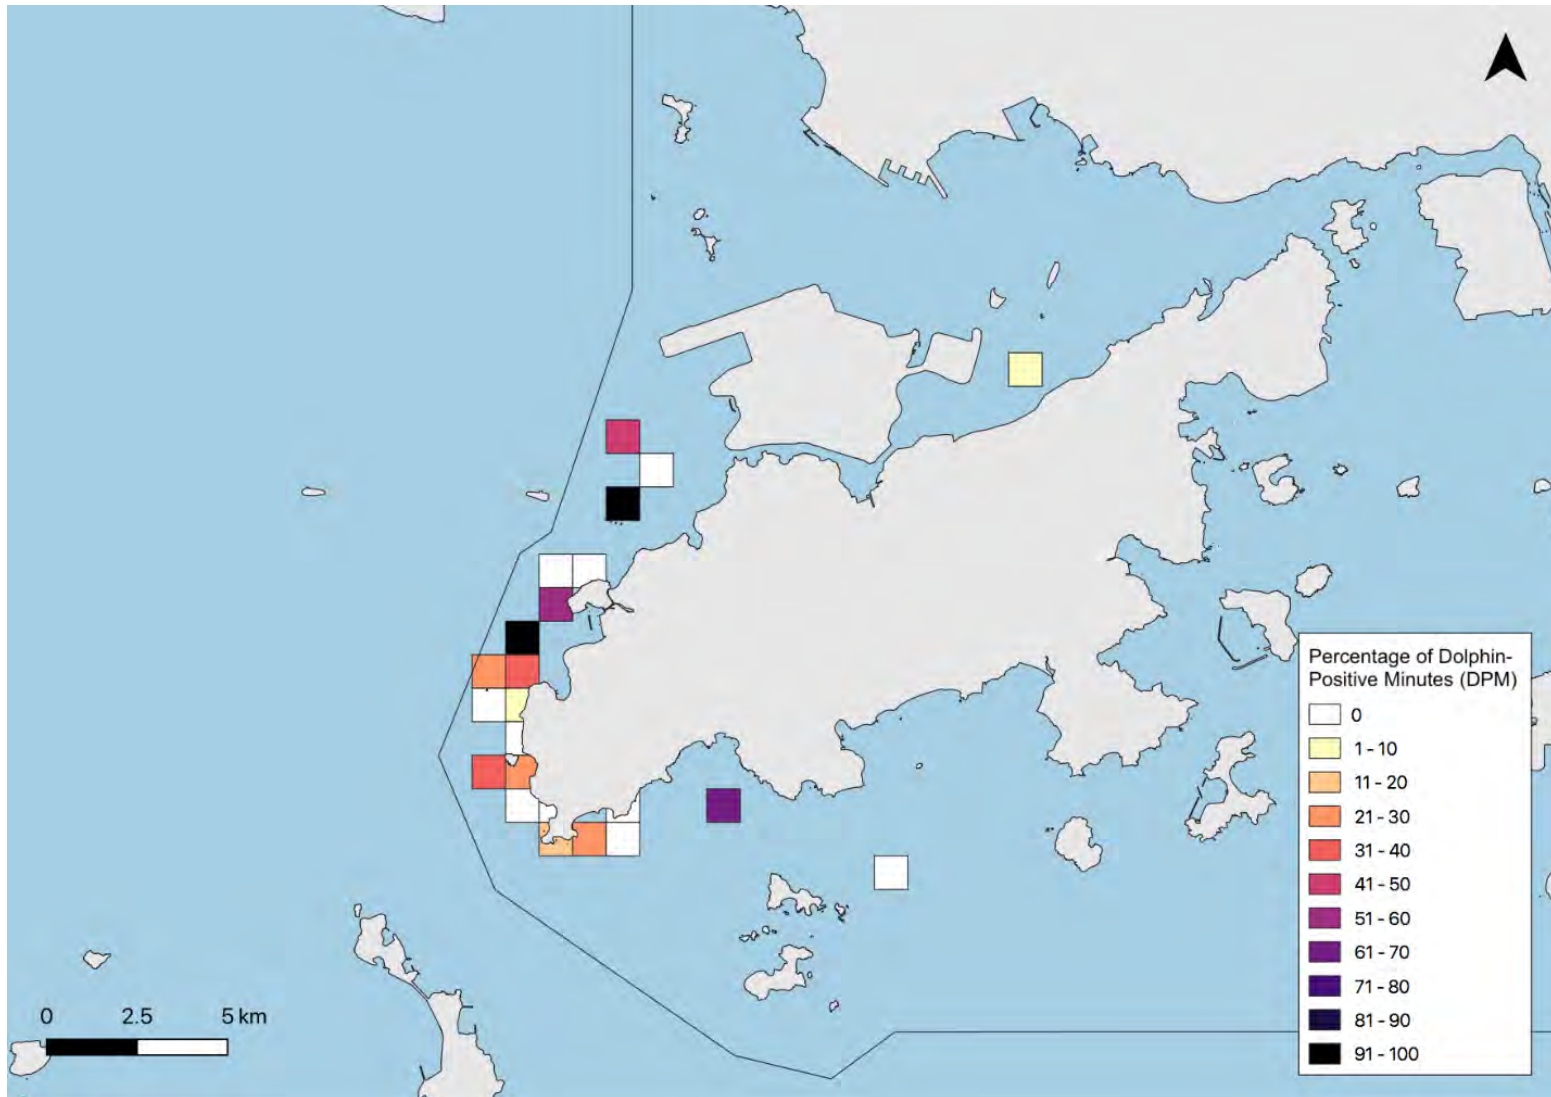 Percentage of Dolphin-
Positive Minutes (DPM)
0
1 - 10
11 - 20
21 - 30
31 - 40
41 - 50
51 - 60
61 - 70
71 - 80
81 - 90
91 - 100
0 2.5 5 km